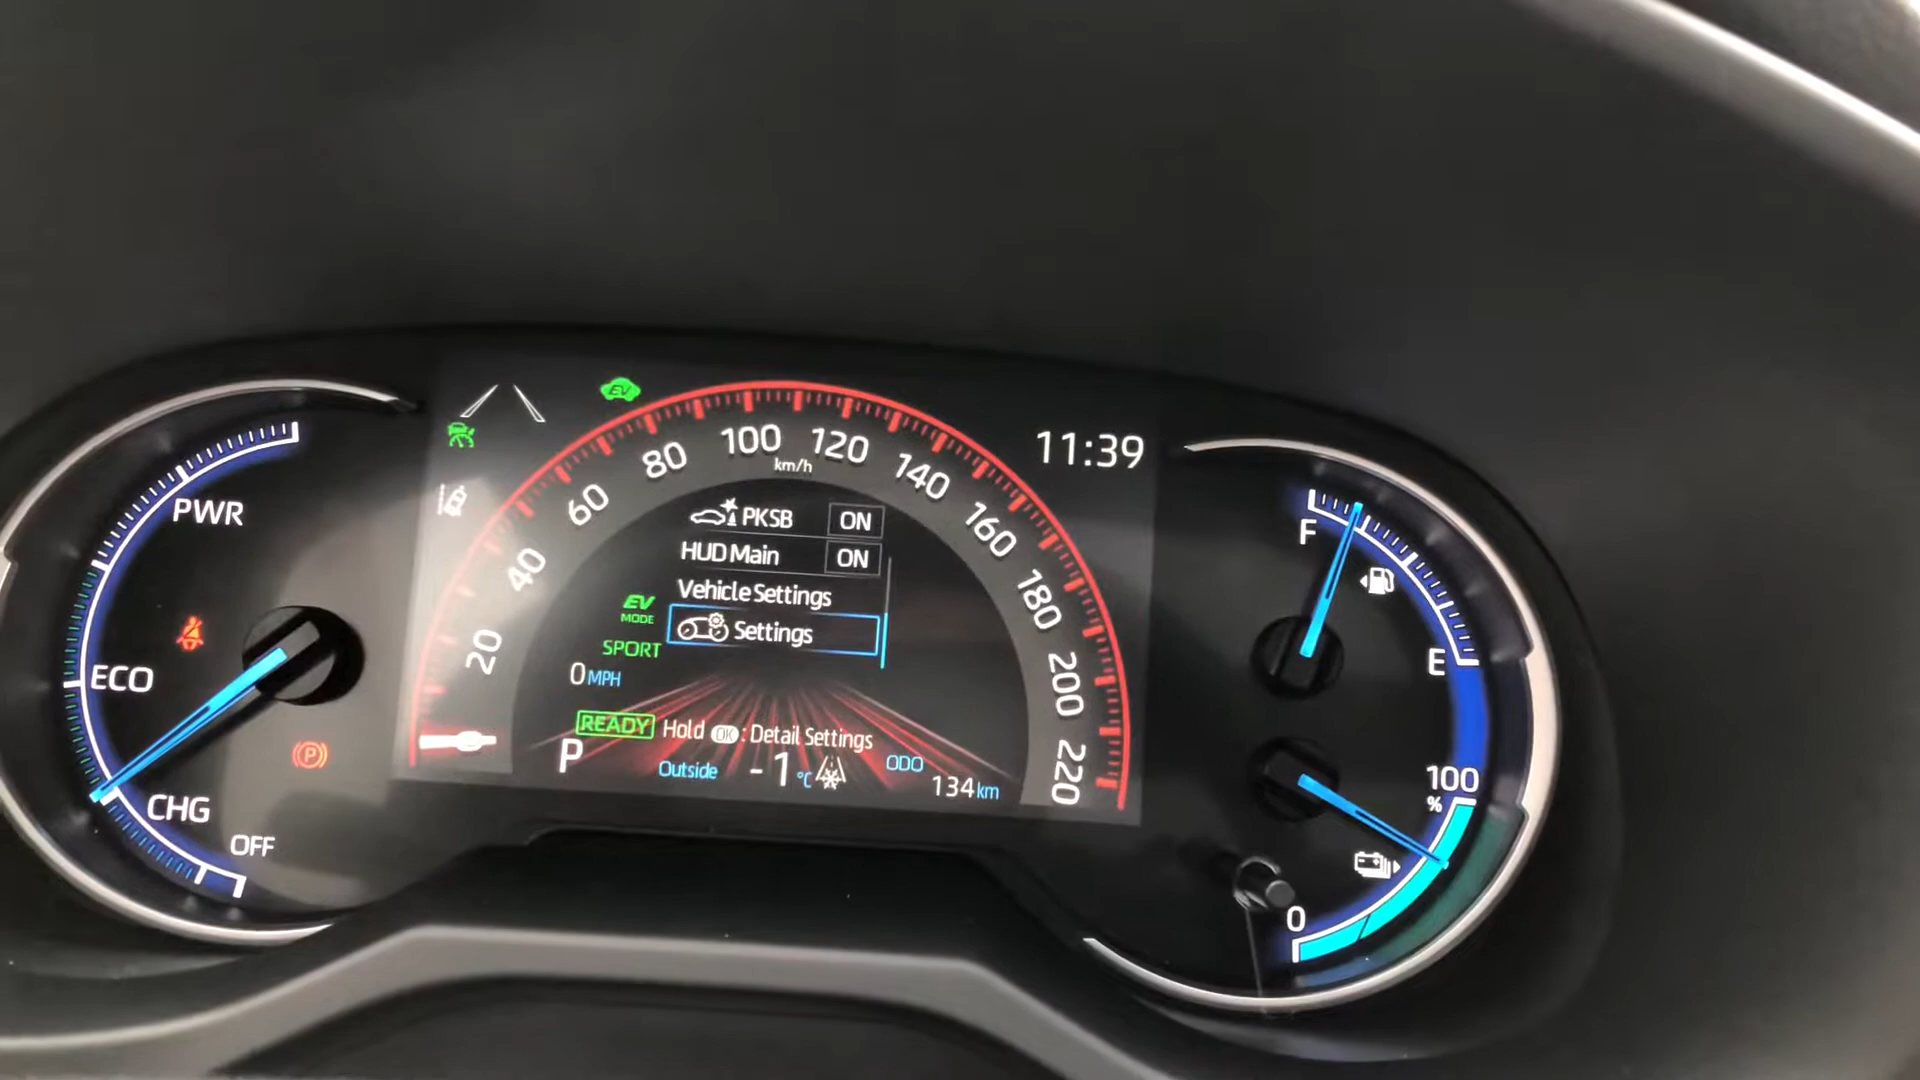 PWR
ECO
CHG
OFF
P
EV
20
40
60
80
100
120
140
160
180
200
220
km/h
11:39
PKSB ON
HUD Main ON
Vehicle Settings
Settings
EV
MODE
SPORT
0 MPH
READY Hold OK : Detail Settings
P
Outside -1 °C
ODO
134 km
F
E
100
%
0